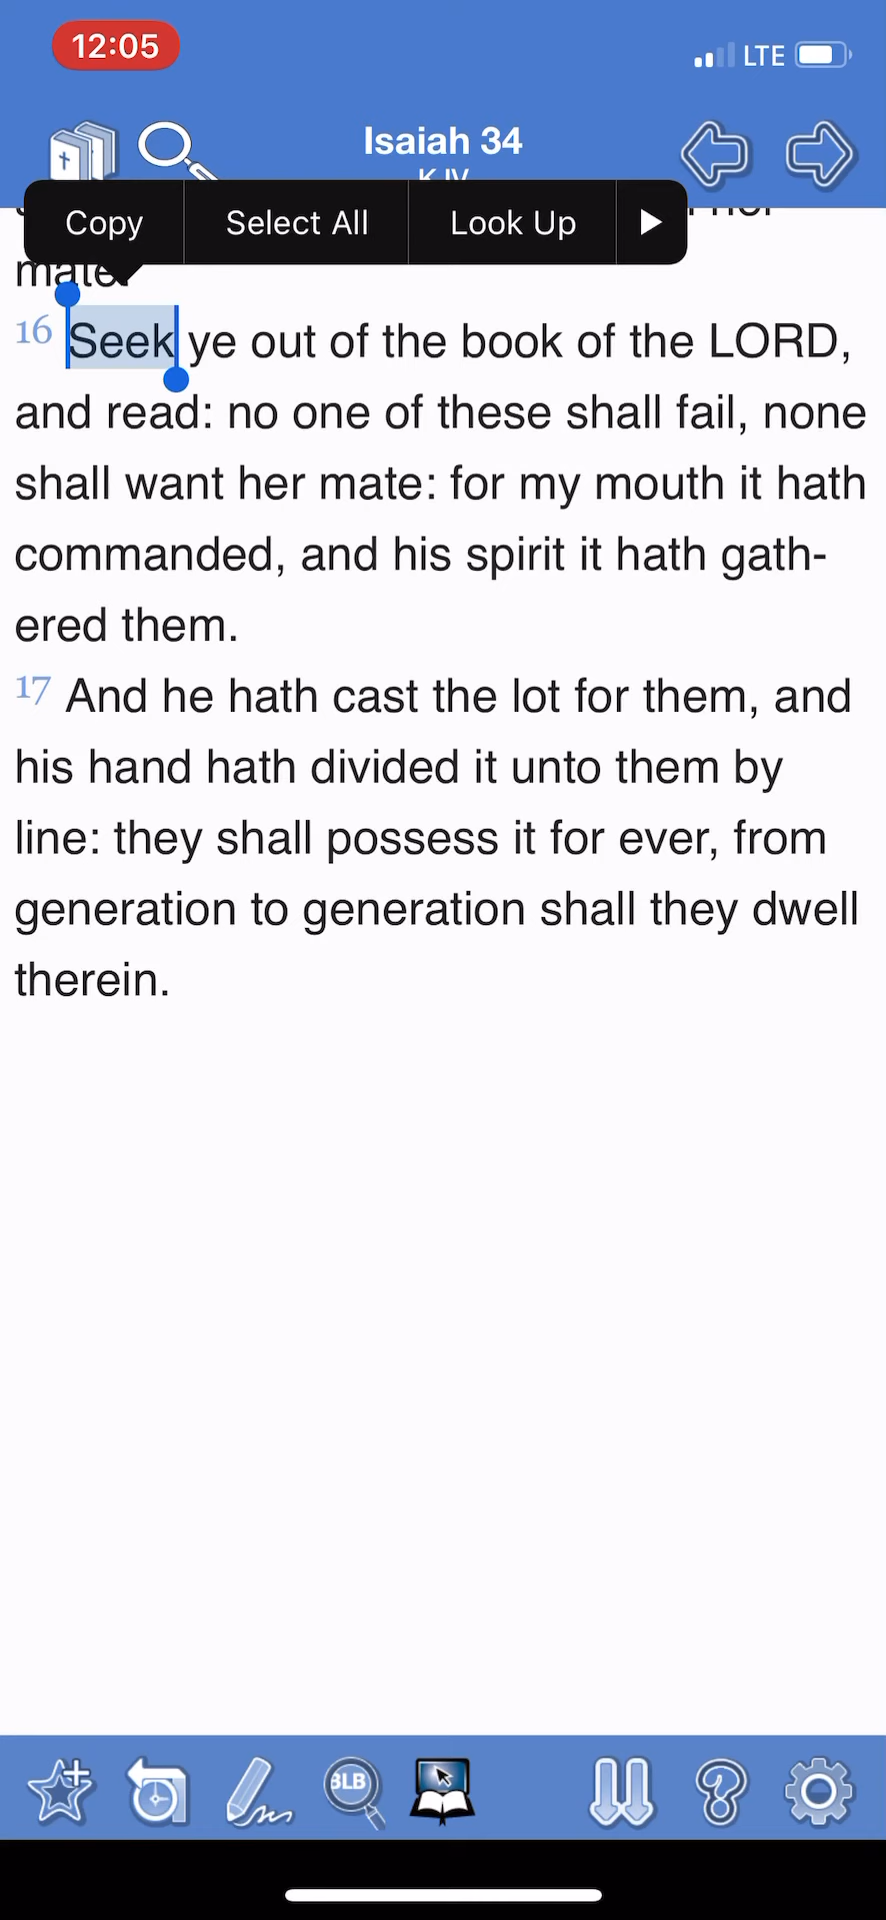 12:05
LTE
Isaiah 34
KJV
Copy
Select All
Look Up
mate.
16 Seek ye out of the book of the LORD,
and read: no one of these shall fail, none
shall want her mate: for my mouth it hath
commanded, and his spirit it hath gath-
ered them.
17 And he hath cast the lot for them, and
his hand hath divided it unto them by
line: they shall possess it for ever, from
generation to generation shall they dwell
therein.
BLB